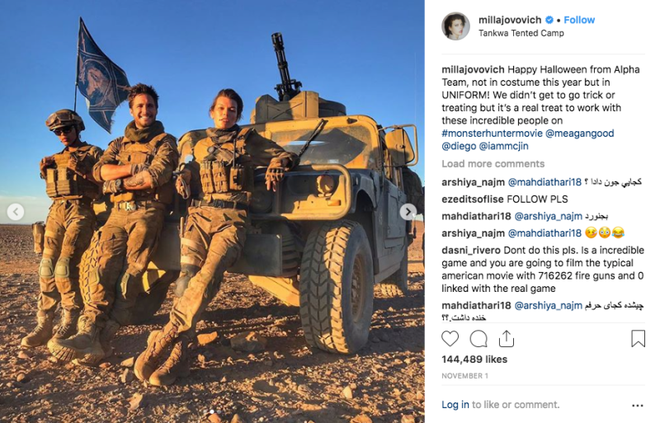 millajovovich • Follow
Tankwa Tented Camp
millajovovich Happy Halloween from Alpha
Team, not in costume this year but in
UNIFORM! We didn't get to go trick or
treating but it's a real treat to work with
these incredible people on
#monsterhuntermovie @meagangood
@diego @iammcjin
Load more comments
arshiya_najm @mahdiathari18 کجایی جون دادا ؟
ezeditsoflise FOLLOW PLS
mahdiathari18 @arshiya_najm بجنورد
arshiya_najm @mahdiathari18 😉😳😂
dasni_rivero Dont do this pls. Is a incredible
game and you are going to film the typical
american movie with 716262 fire guns and 0
linked with the real game
mahdiathari18 @arshiya_najm چیشده کجای حرفم
خنده داشت.؟؟
144,489 likes
NOVEMBER 1
Log in to like or comment.